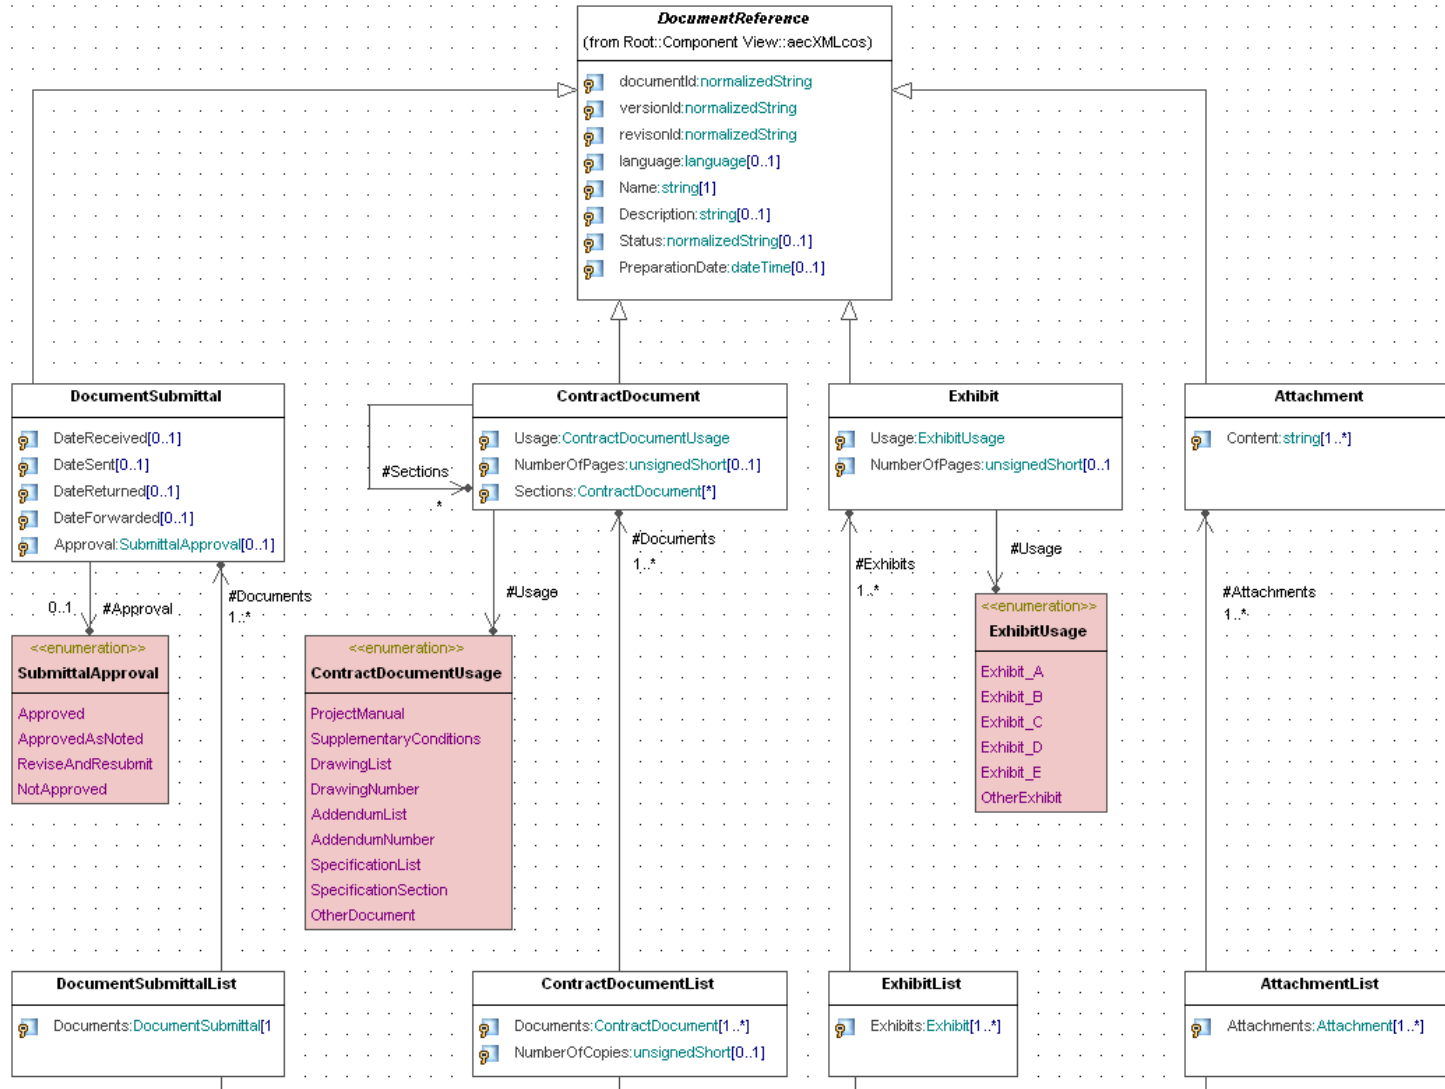 DocumentReference
(from Root::Component View::aecXMLcos)
documentId:normalizedString
versionId:normalizedString
revisonId:normalizedString
language:language[0..1]
Name:string[1]
Description:string[0..1]
Status:normalizedString[0..1]
PreparationDate:dateTime[0..1]
DocumentSubmittal
DateReceived[0..1]
DateSent[0..1]
DateReturned[0..1]
DateForwarded[0..1]
Approval:SubmittalApproval[0..1]
ContractDocument
Usage:ContractDocumentUsage
NumberOfPages:unsignedShort[0..1]
Sections:ContractDocument[*]
#Sections
*
Exhibit
Usage:ExhibitUsage
NumberOfPages:unsignedShort[0..1
Attachment
Content:string[1..*]
0..1
#Approval
#Documents
1..*
#Usage
#Documents
1..*
#Exhibits
1..*
#Usage
#Attachments
1..*
<<enumeration>>
SubmittalApproval
Approved
ApprovedAsNoted
ReviseAndResubmit
NotApproved
<<enumeration>>
ContractDocumentUsage
ProjectManual
SupplementaryConditions
DrawingList
DrawingNumber
AddendumList
AddendumNumber
SpecificationList
SpecificationSection
OtherDocument
<<enumeration>>
ExhibitUsage
Exhibit_A
Exhibit_B
Exhibit_C
Exhibit_D
Exhibit_E
OtherExhibit
DocumentSubmittalList
Documents:DocumentSubmittal[1
ContractDocumentList
Documents:ContractDocument[1..*]
NumberOfCopies:unsignedShort[0..1]
ExhibitList
Exhibits:Exhibit[1..*]
AttachmentList
Attachments:Attachment[1..*]